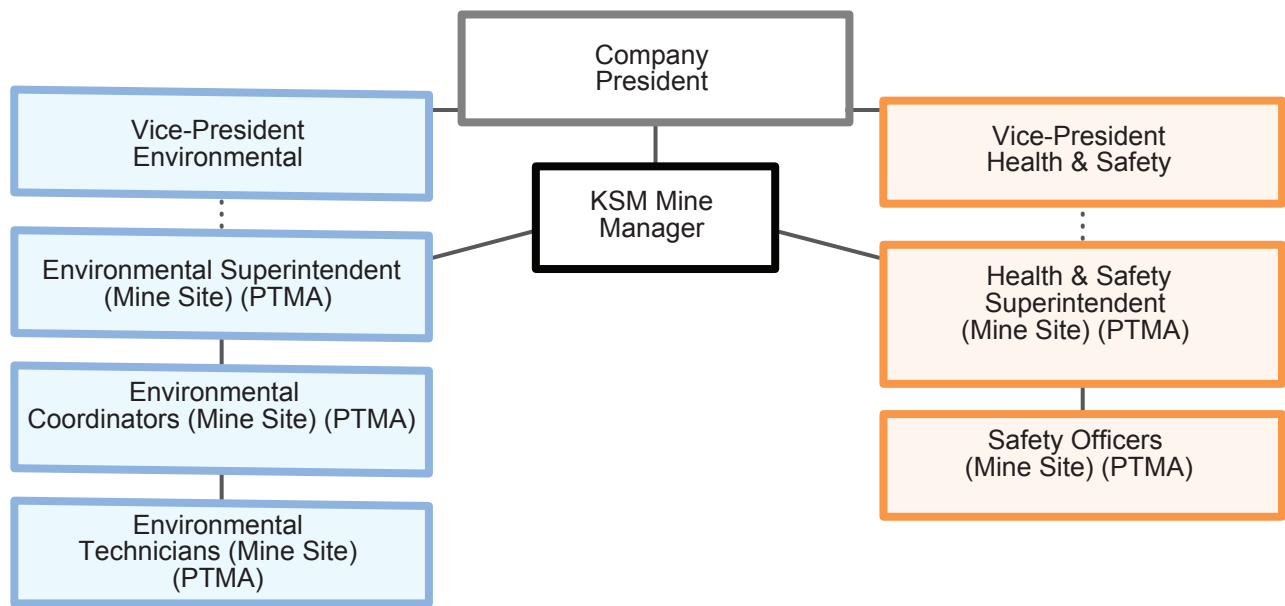 Company
President
Vice-President
Environmental
Vice-President
Health & Safety
KSM Mine
Manager
Environmental Superintendent
(Mine Site) (PTMA)
Health & Safety
Superintendent
(Mine Site) (PTMA)
Environmental
Coordinators (Mine Site) (PTMA)
Safety Officers
(Mine Site) (PTMA)
Environmental
Technicians (Mine Site)
(PTMA)